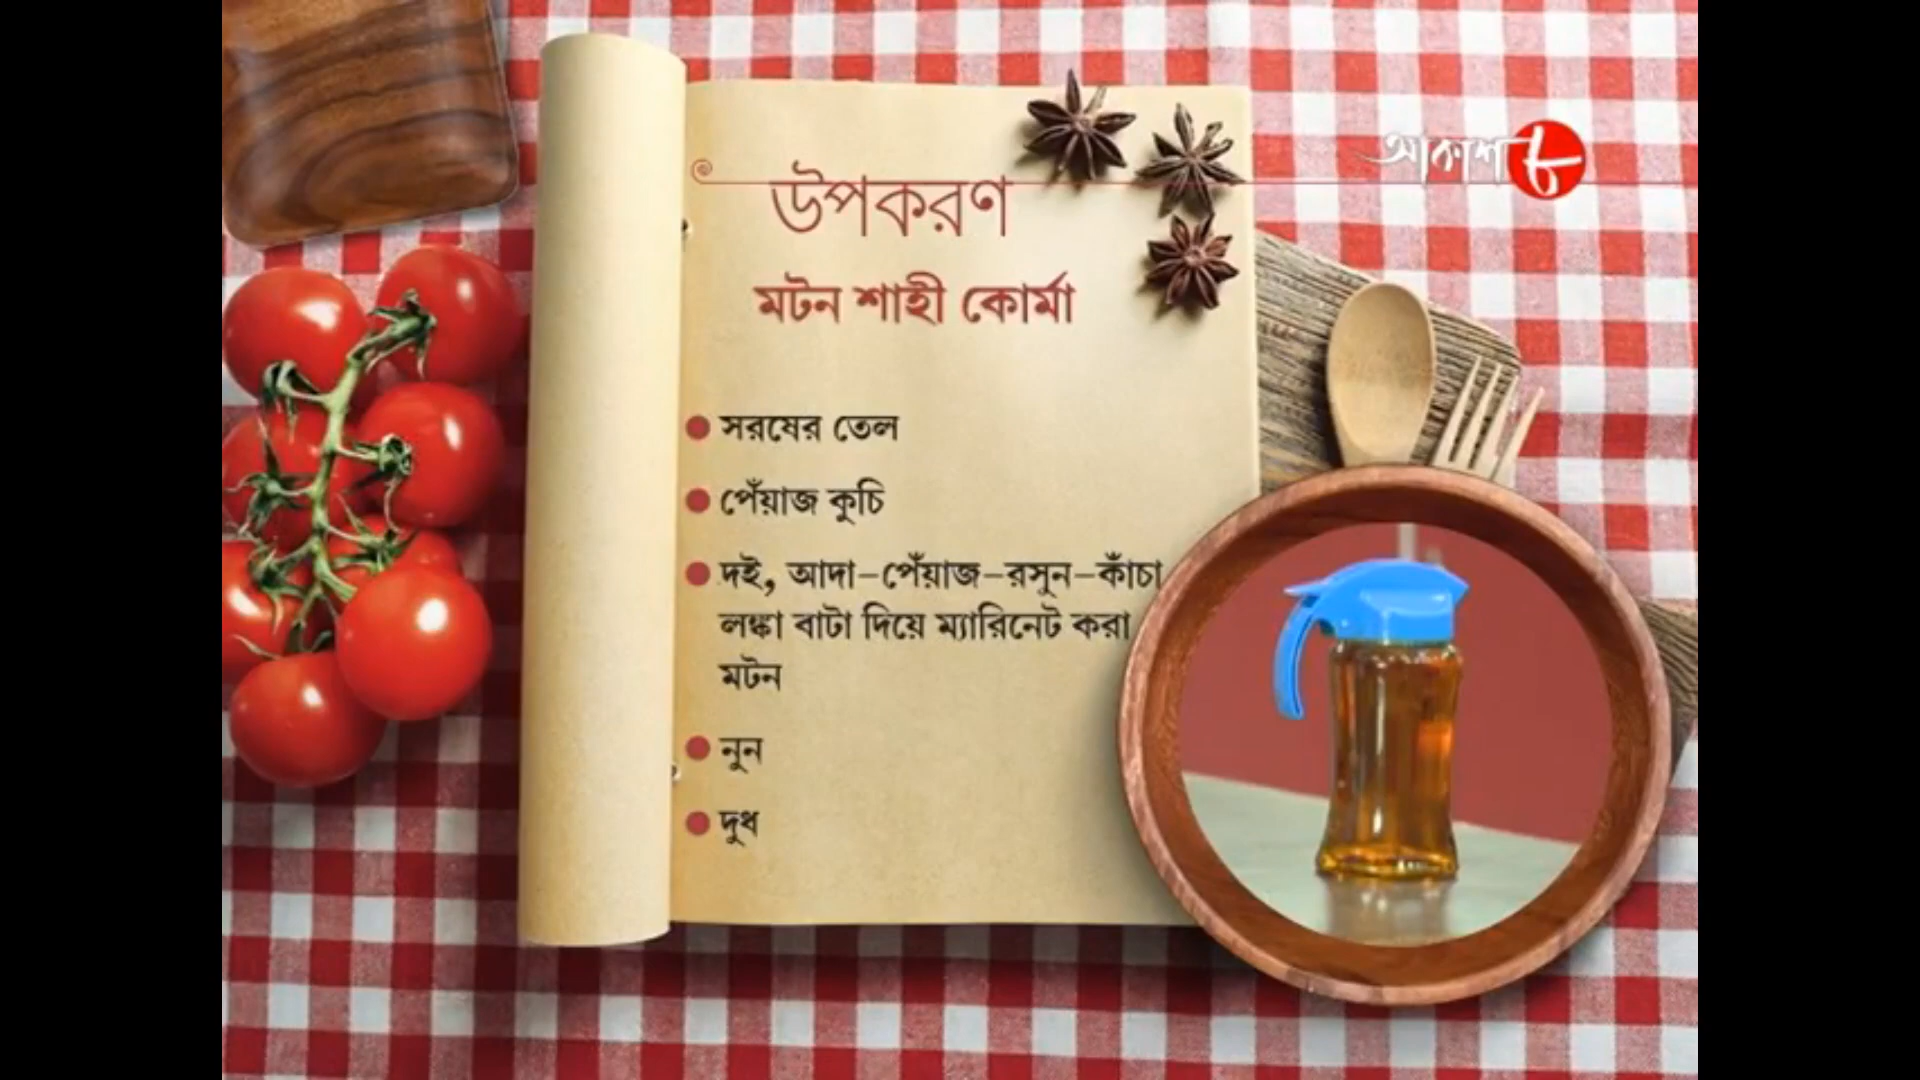 আকাশ ৮
উপকরণ
মটন শাহী কোর্মা
সরষের তেল
পেঁয়াজ কুচি
দই, আদা-পেঁয়াজ-রসুন-কাঁচা
লঙ্কা বাটা দিয়ে ম্যারিনেট করা
মটন
নুন
দুধ